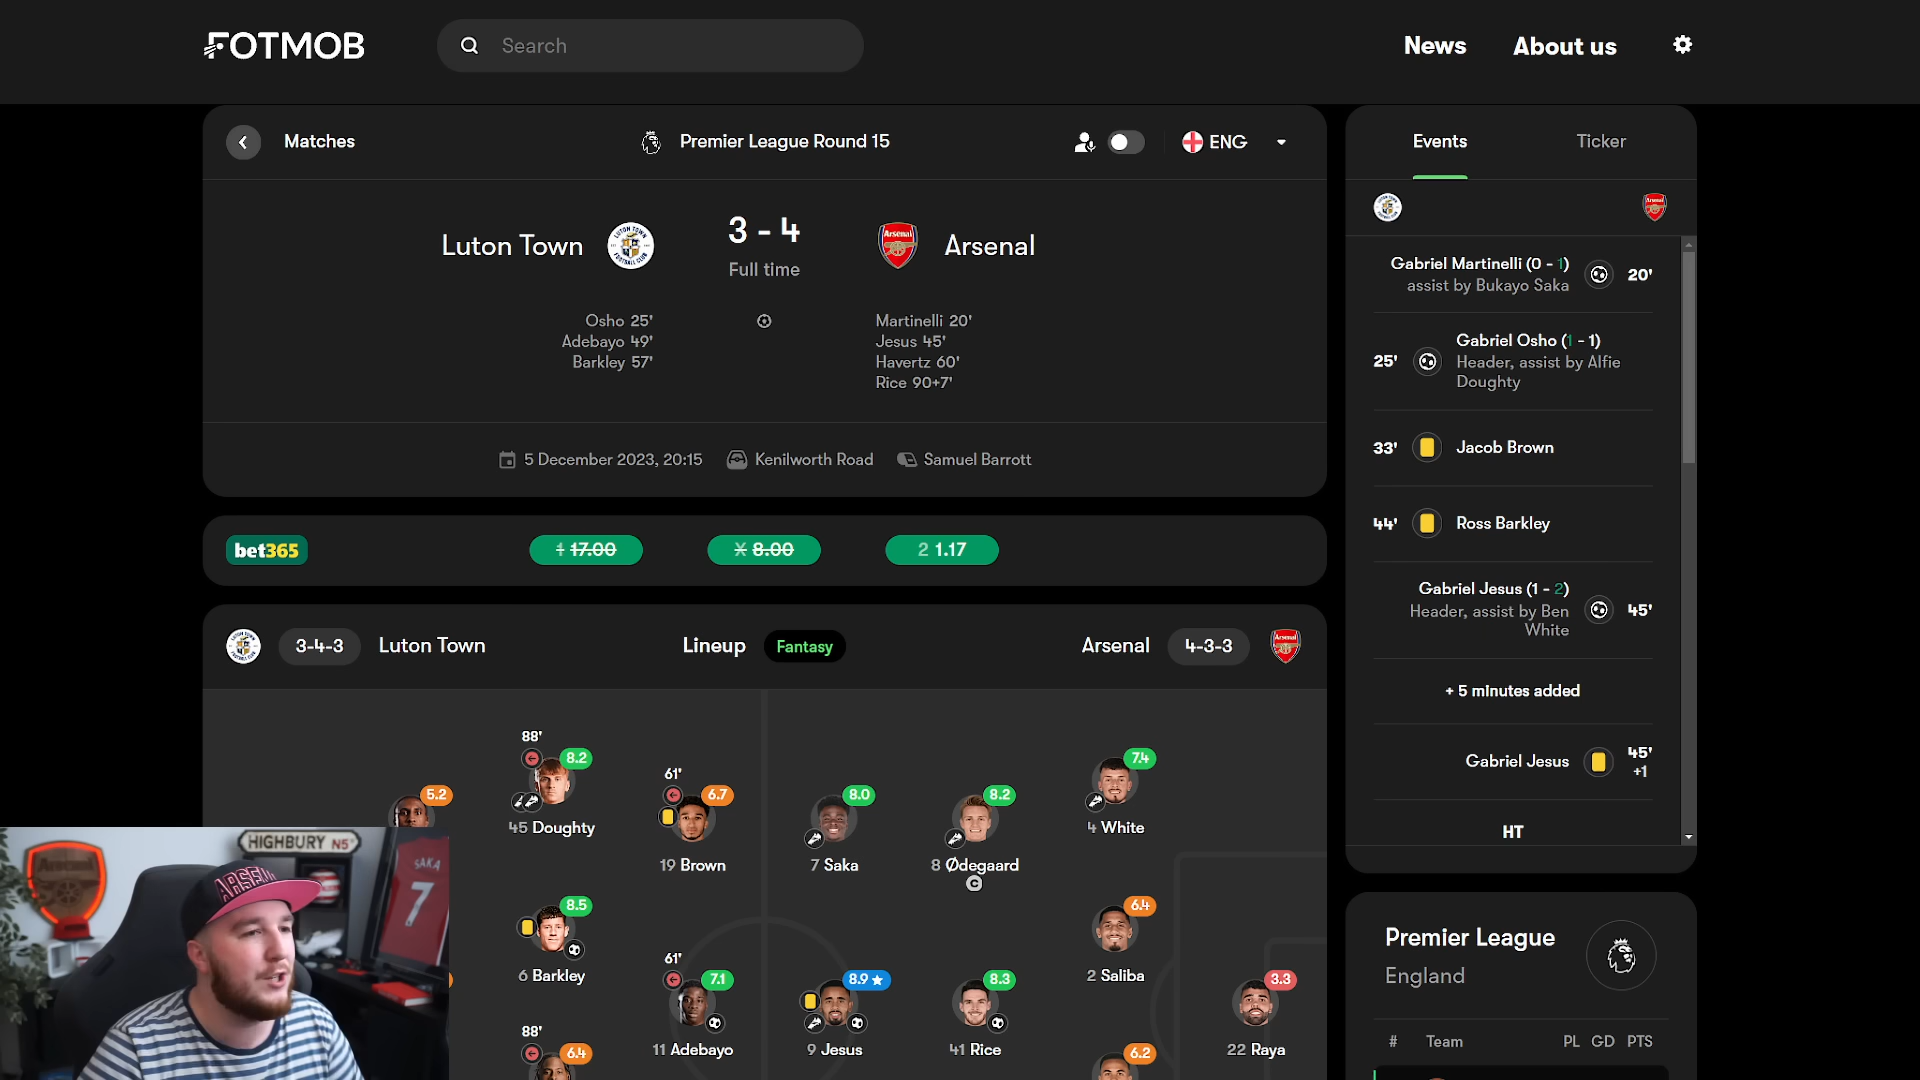 FOTMOB
Search
News
About us
Matches
Premier League Round 15
ENG
Luton Town
3 - 4
Full time
Arsenal
Osho 25'
Adebayo 49'
Barkley 57'
Martinelli 20'
Jesus 45'
Havertz 60'
Rice 90+7'
5 December 2023, 20:15
Kenilworth Road
Samuel Barrott
bet365
1 17.00
X 8.00
2 1.17
3-4-3
Luton Town
Lineup
Fantasy
Arsenal
4-3-3
5.2
88'
8.2
45 Doughty
61'
6.7
19 Brown
8.0
7 Saka
8.2
8 Ødegaard
C
7.4
4 White
8.5
6 Barkley
6.4
2 Saliba
61'
7.1
11 Adebayo
8.9
9 Jesus
8.3
41 Rice
3.3
22 Raya
88'
6.4
6.2
Events
Ticker
Gabriel Martinelli (0 - 1)
assist by Bukayo Saka
20'
25'
Gabriel Osho (1 - 1)
Header, assist by Alfie
Doughty
33'
Jacob Brown
44'
Ross Barkley
Gabriel Jesus (1 - 2)
Header, assist by Ben
White
45'
+ 5 minutes added
Gabriel Jesus
45'
+1
HT
Premier League
England
# Team PL GD PTS
HIGHBURY N5
Arsenal
ARSENAL
SAKA
7